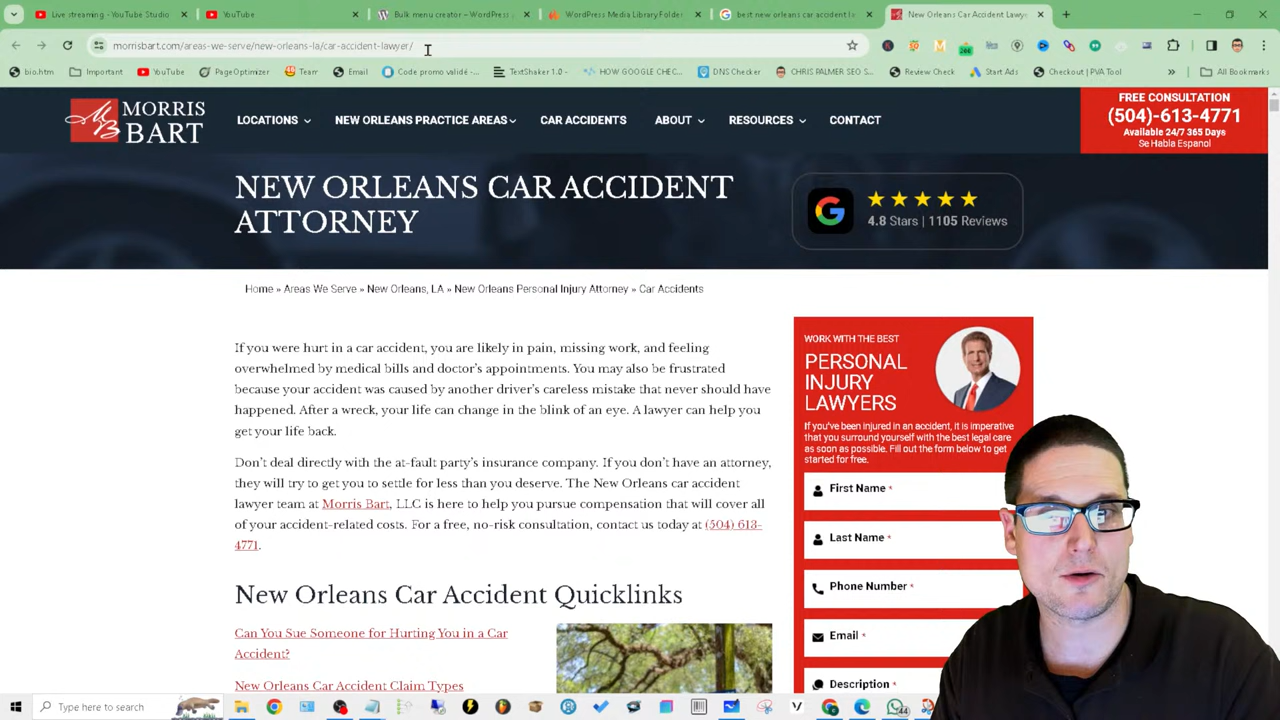 Live streaming - YouTube Studio
YouTube
Bulk menu creator – WordPress
WordPress Media Library Folder
best new orleans car accident l
New Orleans Car Accident Lawye
morrisbart.com/areas-we-serve/new-orleans-la/car-accident-lawyer/
bio.htm
Important
YouTube
PageOptimizer
Team
Email
Code promo validé -...
TextShaker 1.0 -
HOW GOOGLE CHEC...
DNS Checker
CHRIS PALMER SEO S...
Review Check
Start Ads
Checkout | PVA Tool
»
All Bookmarks
MORRIS
BART
LOCATIONS
NEW ORLEANS PRACTICE AREAS
CAR ACCIDENTS
ABOUT
RESOURCES
CONTACT
FREE CONSULTATION
(504)-613-4771
Available 24/7 365 Days
Se Habla Espanol
NEW ORLEANS CAR ACCIDENT
ATTORNEY
4.8 Stars | 1105 Reviews
Home » Areas We Serve » New Orleans, LA » New Orleans Personal Injury Attorney » Car Accidents
If you were hurt in a car accident, you are likely in pain, missing work, and feeling
overwhelmed by medical bills and doctor's appointments. You may also be frustrated
because your accident was caused by another driver's careless mistake that never should have
happened. After a wreck, your life can change in the blink of an eye. A lawyer can help you
get your life back.
Don't deal directly with the at-fault party's insurance company. If you don't have an attorney,
they will try to get you to settle for less than you deserve. The New Orleans car accident
lawyer team at Morris Bart, LLC is here to help you pursue compensation that will cover all
of your accident-related costs. For a free, no-risk consultation, contact us today at (504) 613-
4771.
New Orleans Car Accident Quicklinks
Can You Sue Someone for Hurting You in a Car
Accident?
New Orleans Car Accident Claim Types
WORK WITH THE BEST
PERSONAL
INJURY
LAWYERS
If you've been injured in an accident, it is imperative
that you surround yourself with the best legal care
as soon as possible. Fill out the form below to get
started for free.
First Name *
Last Name *
Phone Number *
Email *
Description *
Type here to search
44